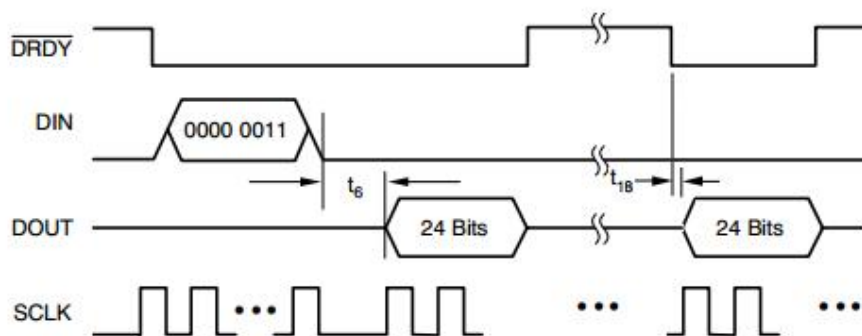 DRDY
DIN
0000 0011
t6
t18
DOUT
24 Bits
24 Bits
SCLK